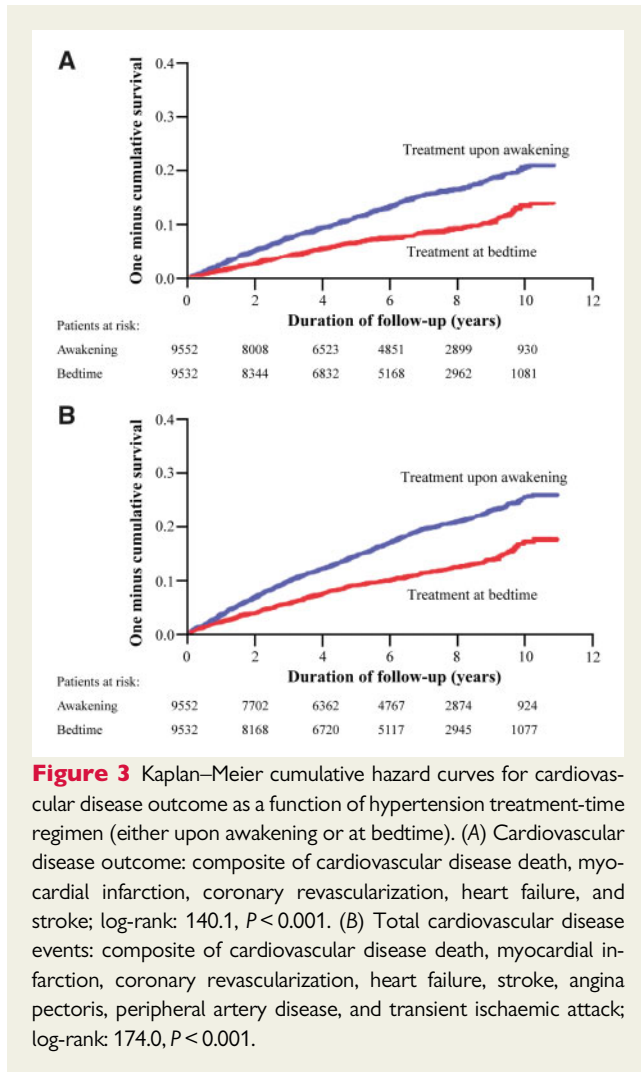 A
One minus cumulative survival
0.4
0.3
0.2
0.1
0.0
Treatment upon awakening
Treatment at bedtime
0 2 4 6 8 10 12
Duration of follow-up (years)
Patients at risk:
Awakening 9552 8008 6523 4851 2899 930
Bedtime 9532 8344 6832 5168 2962 1081
B
One minus cumulative survival
0.4
0.3
0.2
0.1
0.0
Treatment upon awakening
Treatment at bedtime
0 2 4 6 8 10 12
Duration of follow-up (years)
Patients at risk:
Awakening 9552 7702 6362 4767 2874 924
Bedtime 9532 8168 6720 5117 2945 1077
Figure 3 Kaplan–Meier cumulative hazard curves for cardiovas-
cular disease outcome as a function of hypertension treatment-time
regimen (either upon awakening or at bedtime). (A) Cardiovascular
disease outcome: composite of cardiovascular disease death, myo-
cardial infarction, coronary revascularization, heart failure, and
stroke; log-rank: 140.1, P < 0.001. (B) Total cardiovascular disease
events: composite of cardiovascular disease death, myocardial in-
farction, coronary revascularization, heart failure, stroke, angina
pectoris, peripheral artery disease, and transient ischaemic attack;
log-rank: 174.0, P < 0.001.